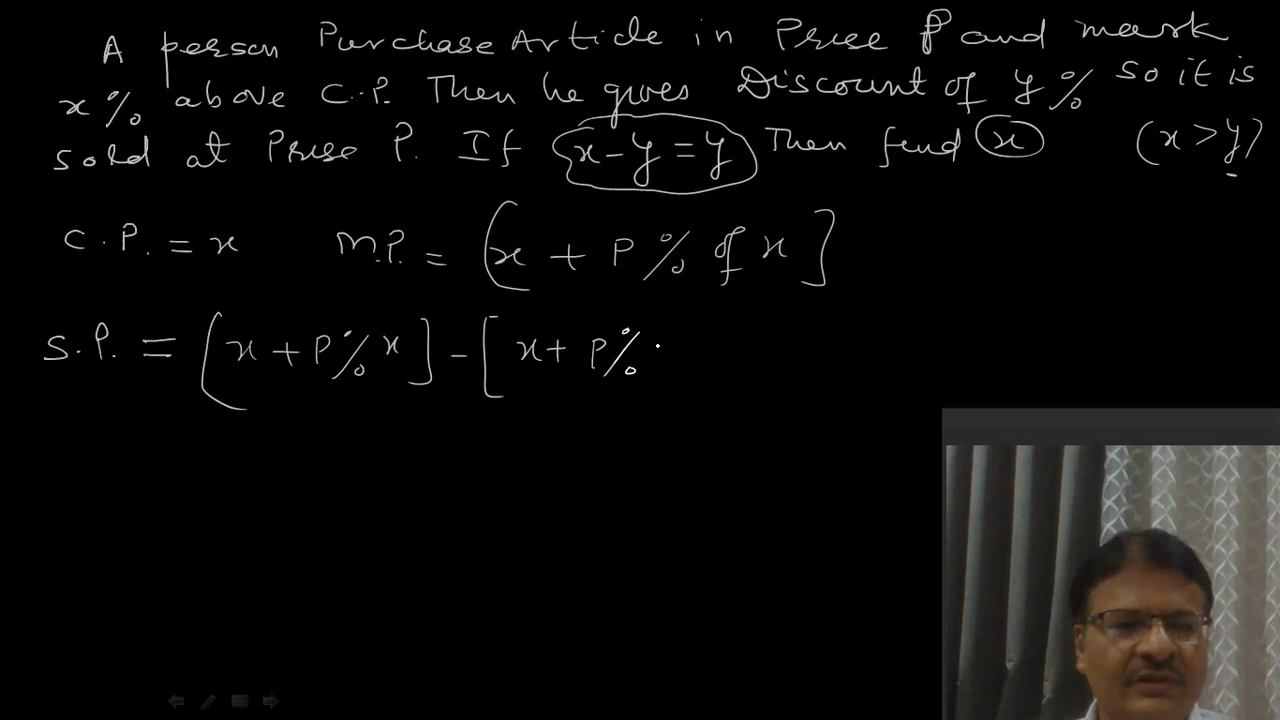 A person Purchase Article in Price P and mark
x% above C.P. Then he gives Discount of y% so it is
sold at Price P. If x-y=y Then find x (x>y)
C.P. = x M.P. = [x + P% of x]
S.P. = [x + P% x] - [x + P% .